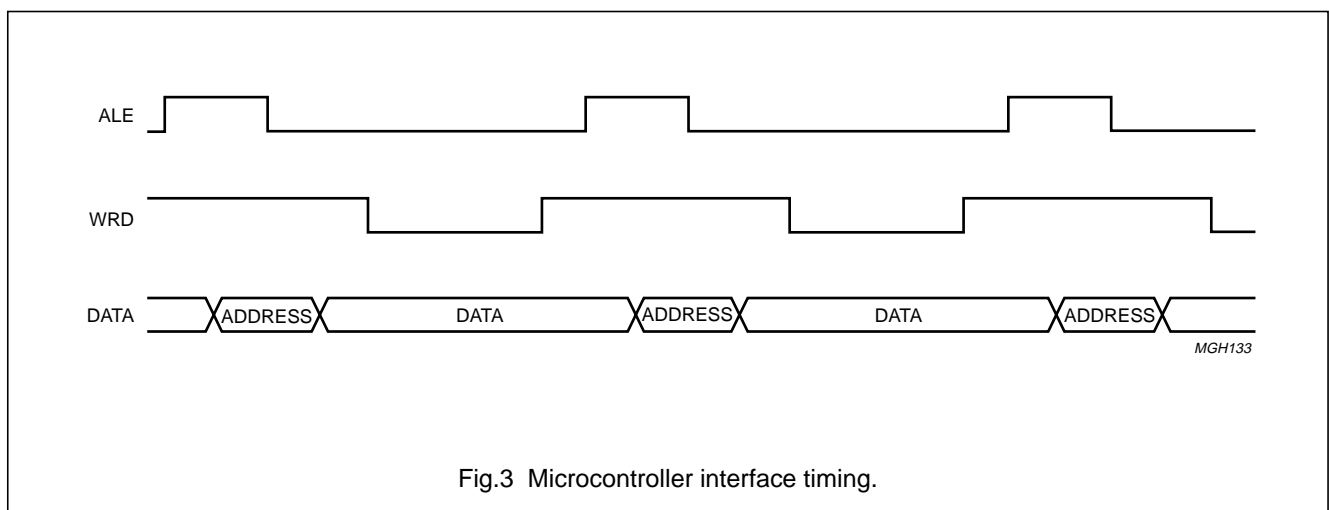 ALE
WRD
DATA ADDRESS DATA ADDRESS DATA ADDRESS
MGH133
Fig.3 Microcontroller interface timing.